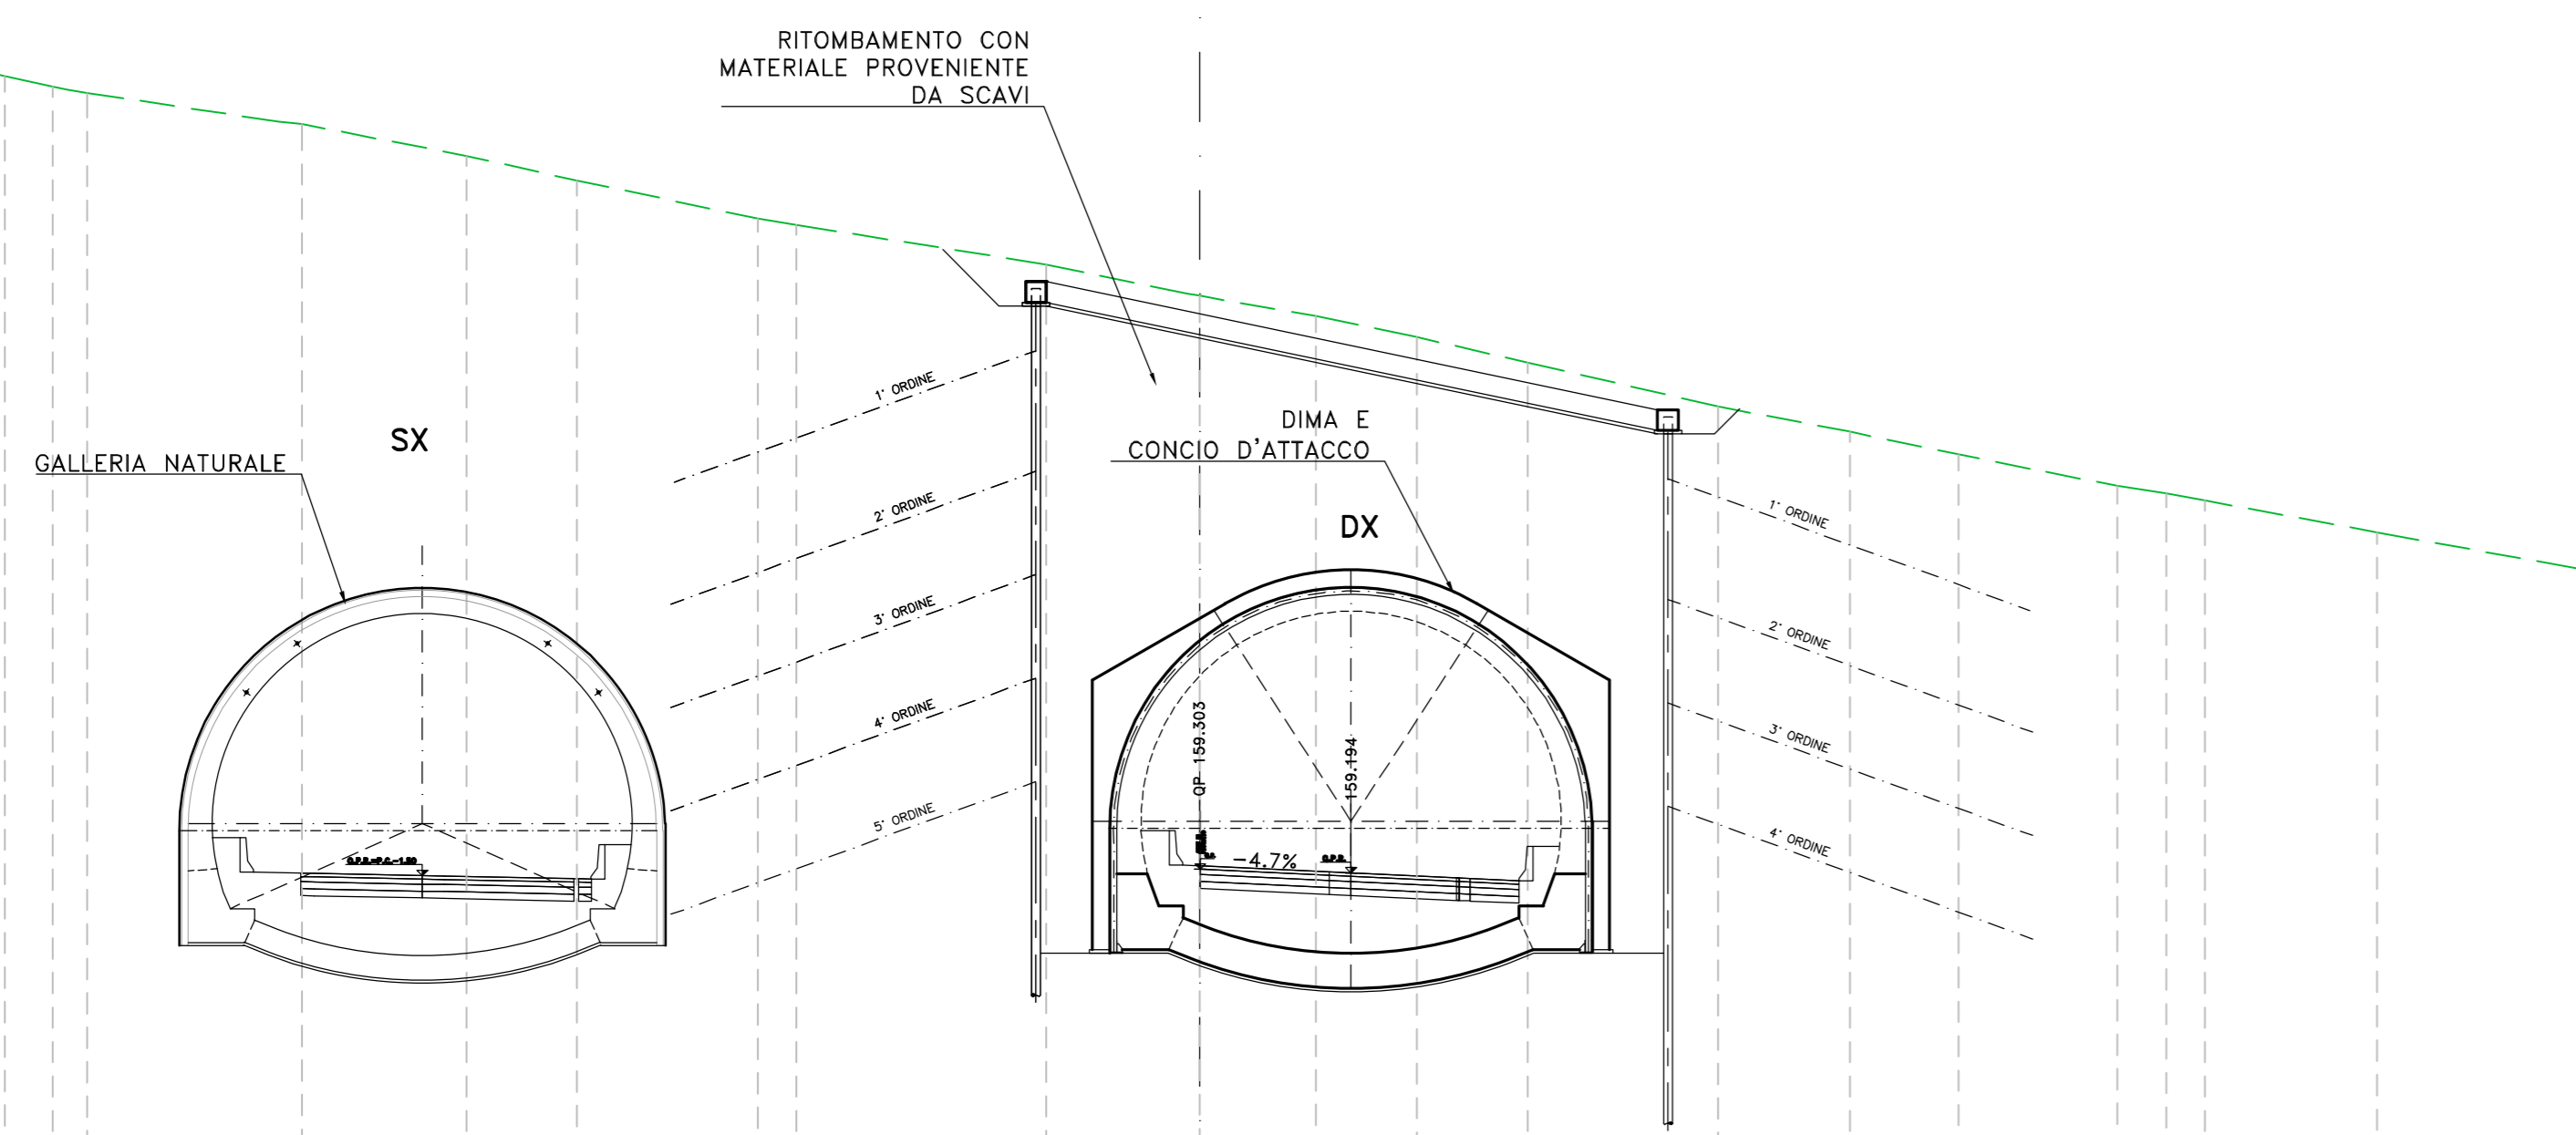 RITOMBAMENTO CON
MATERIALE PROVENIENTE
DA SCAVI
SX
GALLERIA NATURALE
1° ORDINE
2° ORDINE
3° ORDINE
4° ORDINE
5° ORDINE
DIMA E
CONCIO D'ATTACCO
DX
QP 159.303
159.194
-4.7%
Q.P.S.=P.C.-1.50
Q.P.S.
1° ORDINE
2° ORDINE
3° ORDINE
4° ORDINE